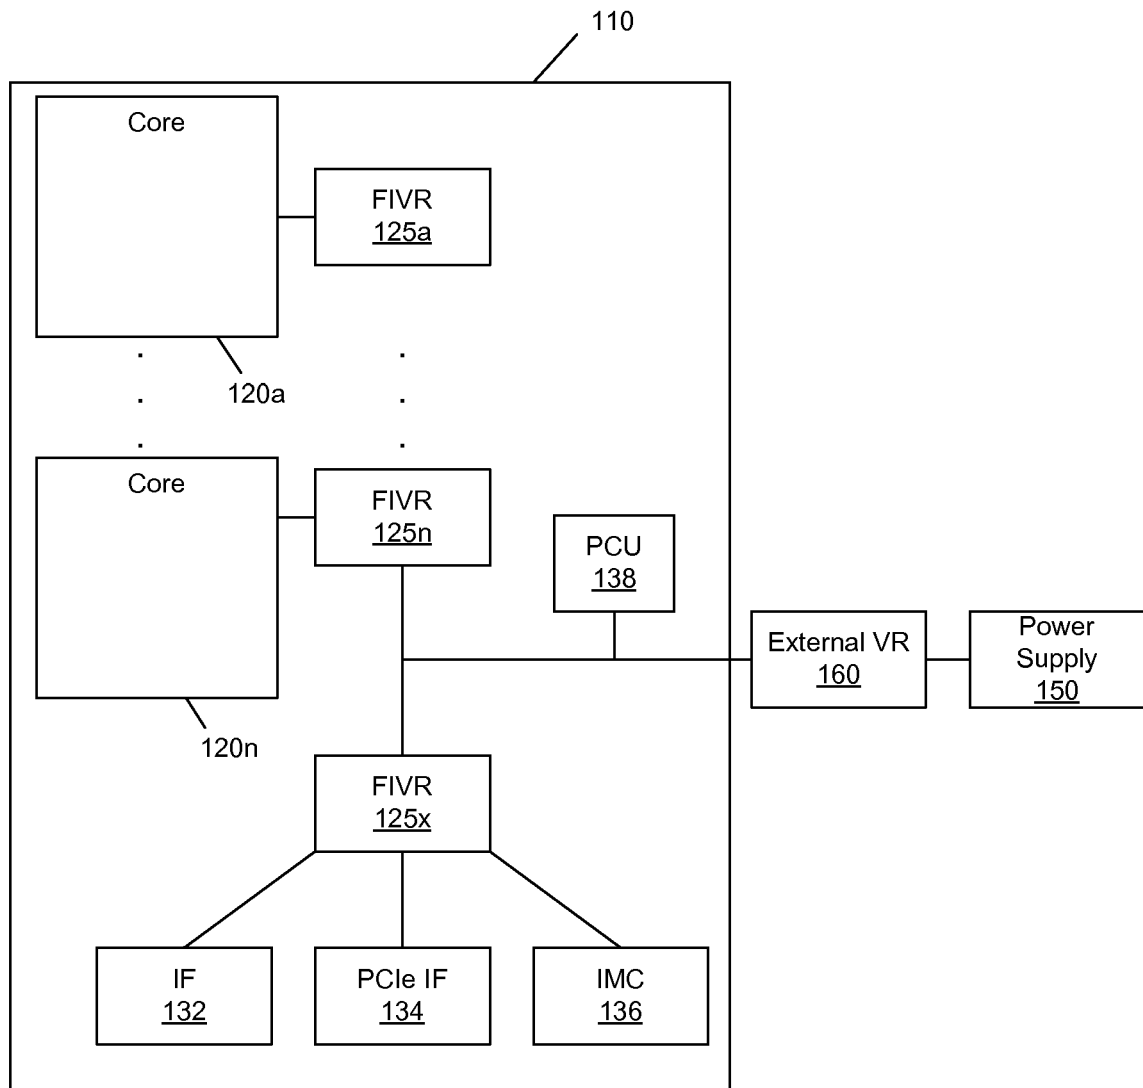 110
Core
FIVR
125a
120a
Core
FIVR
125n
PCU
138
External VR
160
Power
Supply
150
120n
FIVR
125x
IF
132
PCIe IF
134
IMC
136